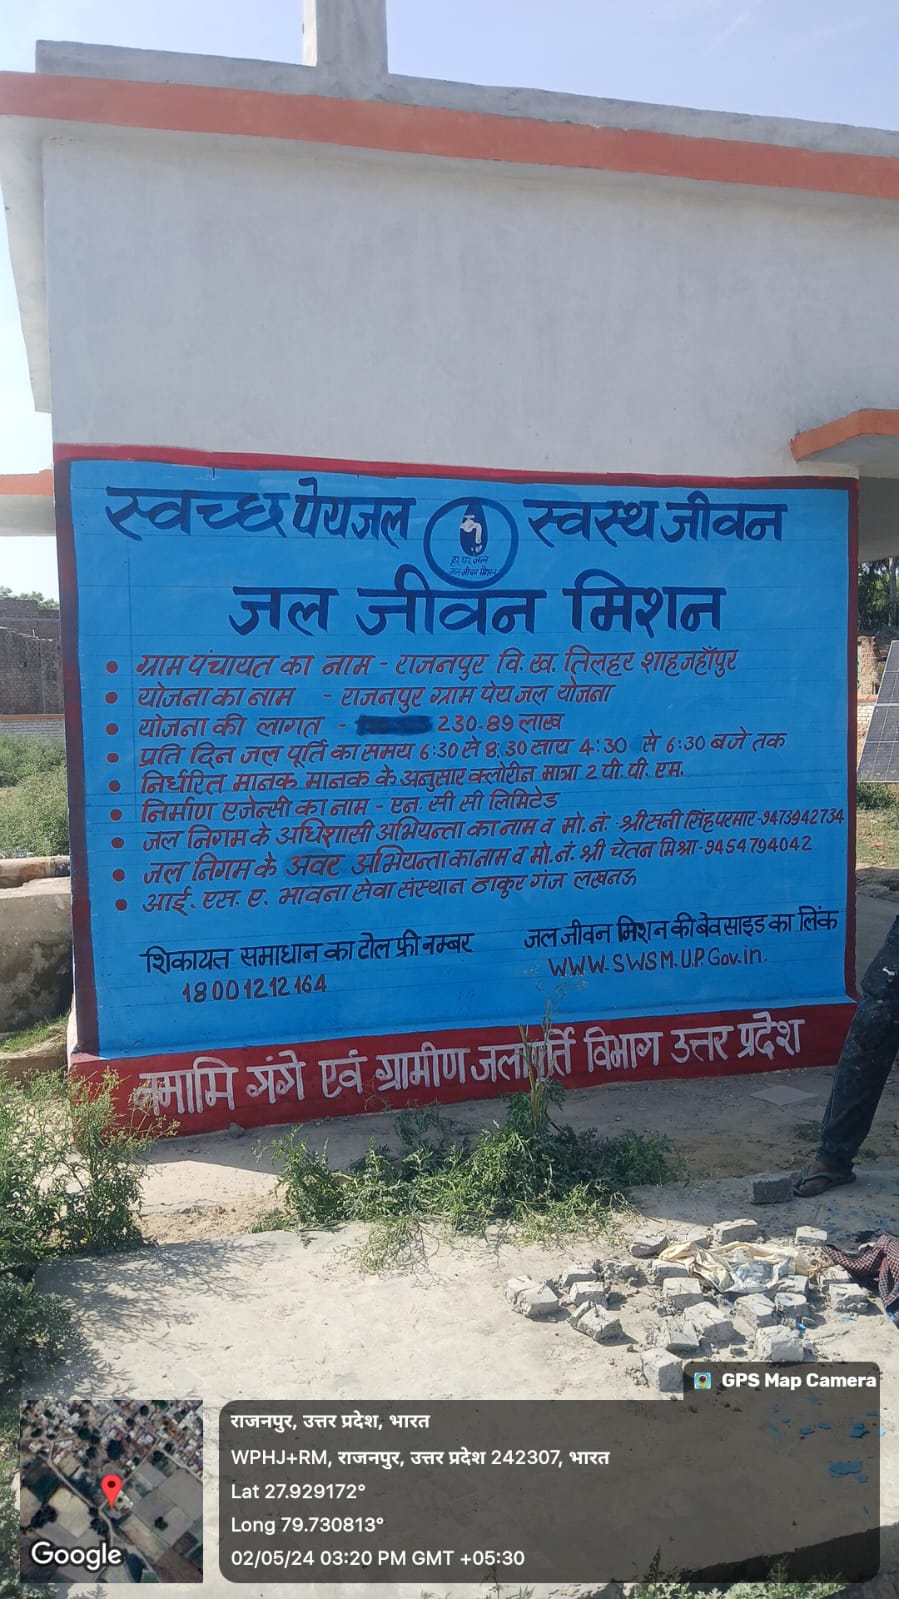 स्वच्छ पेयजल स्वस्थ जीवन
हर घर जल
जल जीवन मिशन
जल जीवन मिशन
• ग्राम पंचायत का नाम - राजनपुर वि. ख. तिलहर शाहजहाँपुर
• योजना का नाम - राजनपुर ग्राम पेय जल योजना
• योजना की लागत - 230.89 लाख
• प्रति दिन जल पूर्ति का समय 6:30 से 8:30 साय 4:30 से 6:30 बजे तक
• निर्धरित मानक मानक के अनुसार क्लोरीन मात्रा 2 पी. पी. एम.
• निर्माण एजेन्सी का नाम - एन. सी सी लिमिटेड
• जल निगम के अधिशासी अभियन्ता का नाम व मो. नं. - श्री सनी सिंह परमार - 9473942734
• जल निगम के अवर अभियन्ता का नाम व मो. नं. श्री चेतन मिश्रा - 9454794042
• आई. एस. ए. भावना सेवा संस्थान ठाकुर गंज लखनऊ
शिकायत समाधान का टोल फ्री नम्बर
18001212164
जल जीवन मिशन की बेवसाइड का लिंक
WWW.SWSM.U.P.Gov.in.
नमामि गंगे एवं ग्रामीण जलापूर्ति विभाग उत्तर प्रदेश
GPS Map Camera
राजनपुर, उत्तर प्रदेश, भारत
WPHJ+RM, राजनपुर, उत्तर प्रदेश 242307, भारत
Lat 27.929172°
Long 79.730813°
02/05/24 03:20 PM GMT +05:30
Google